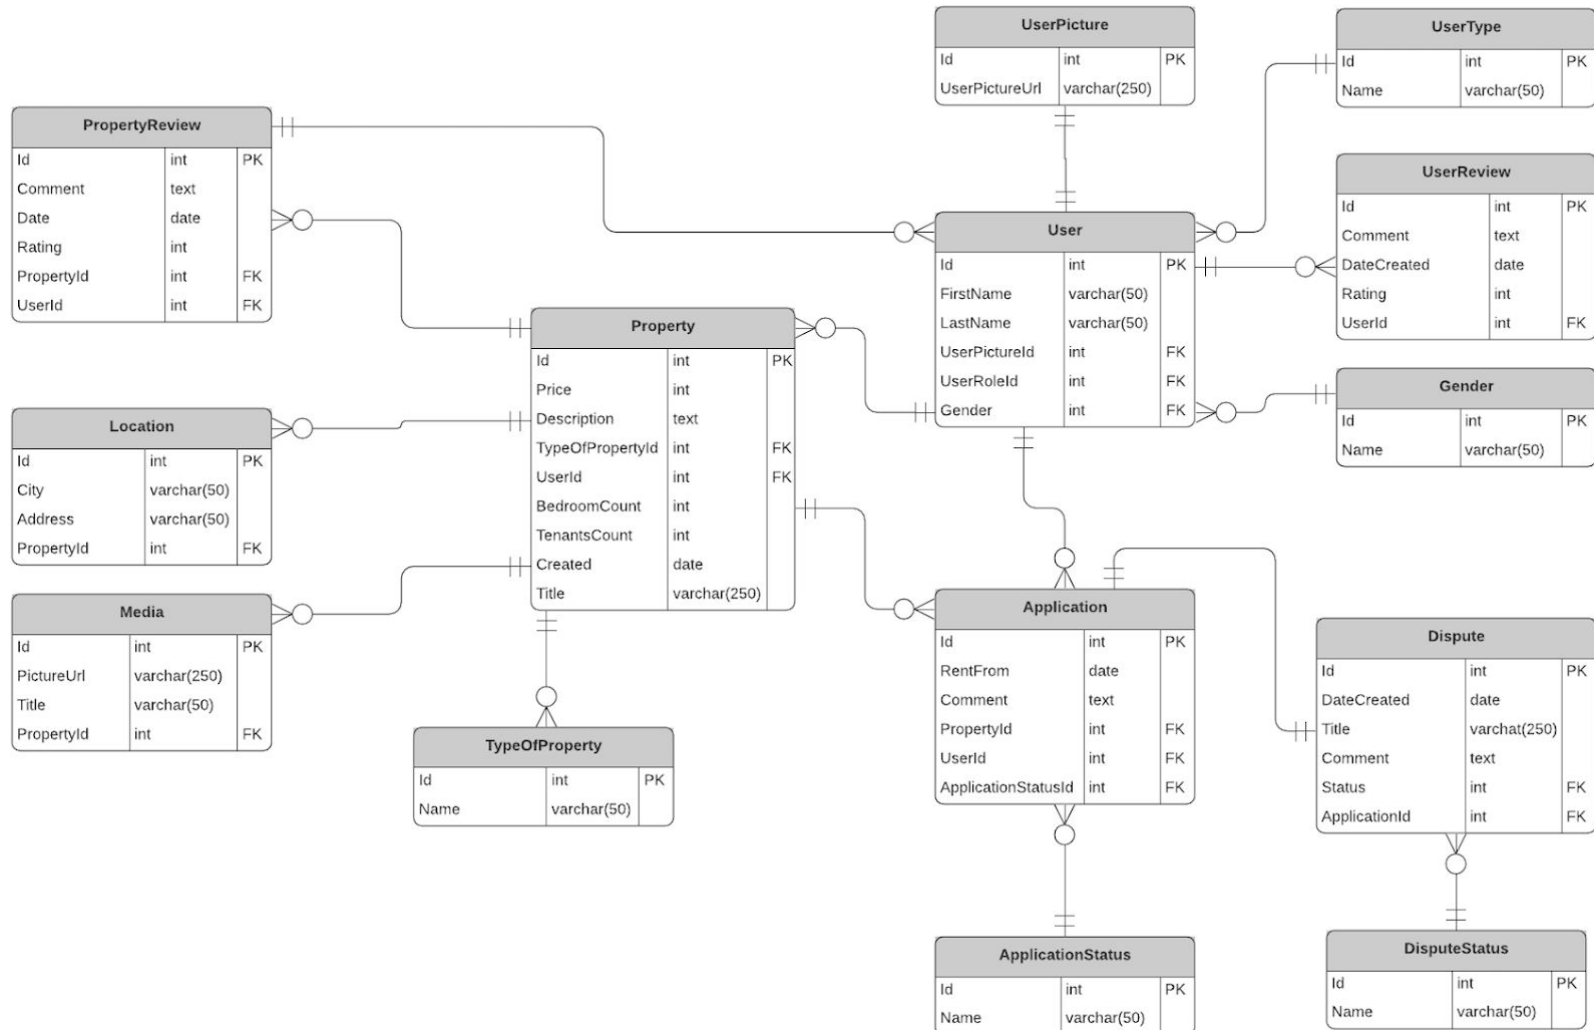 UserPicture
Id int PK
UserPictureUrl varchar(250)
UserType
Id int PK
Name varchar(50)
PropertyReview
Id int PK
Comment text
Date date
Rating int
PropertyId int FK
UserId int FK
UserReview
Id int PK
Comment text
DateCreated date
Rating int
UserId int FK
User
Id int PK
FirstName varchar(50)
LastName varchar(50)
UserPictureId int FK
UserRoleId int FK
Gender int FK
Property
Id int PK
Price int
Description text
TypeOfPropertyId int FK
UserId int FK
BedroomCount int
TenantsCount int
Created date
Title varchar(250)
Gender
Id int PK
Name varchar(50)
Location
Id int PK
City varchar(50)
Address varchar(50)
PropertyId int FK
Media
Id int PK
PictureUrl varchar(250)
Title varchar(50)
PropertyId int FK
Application
Id int PK
RentFrom date
Comment text
PropertyId int FK
UserId int FK
ApplicationStatusId int FK
Dispute
Id int PK
DateCreated date
Title varchat(250)
Comment text
Status int FK
ApplicationId int FK
TypeOfProperty
Id int PK
Name varchar(50)
ApplicationStatus
Id int PK
Name varchar(50)
DisputeStatus
Id int PK
Name varchar(50)